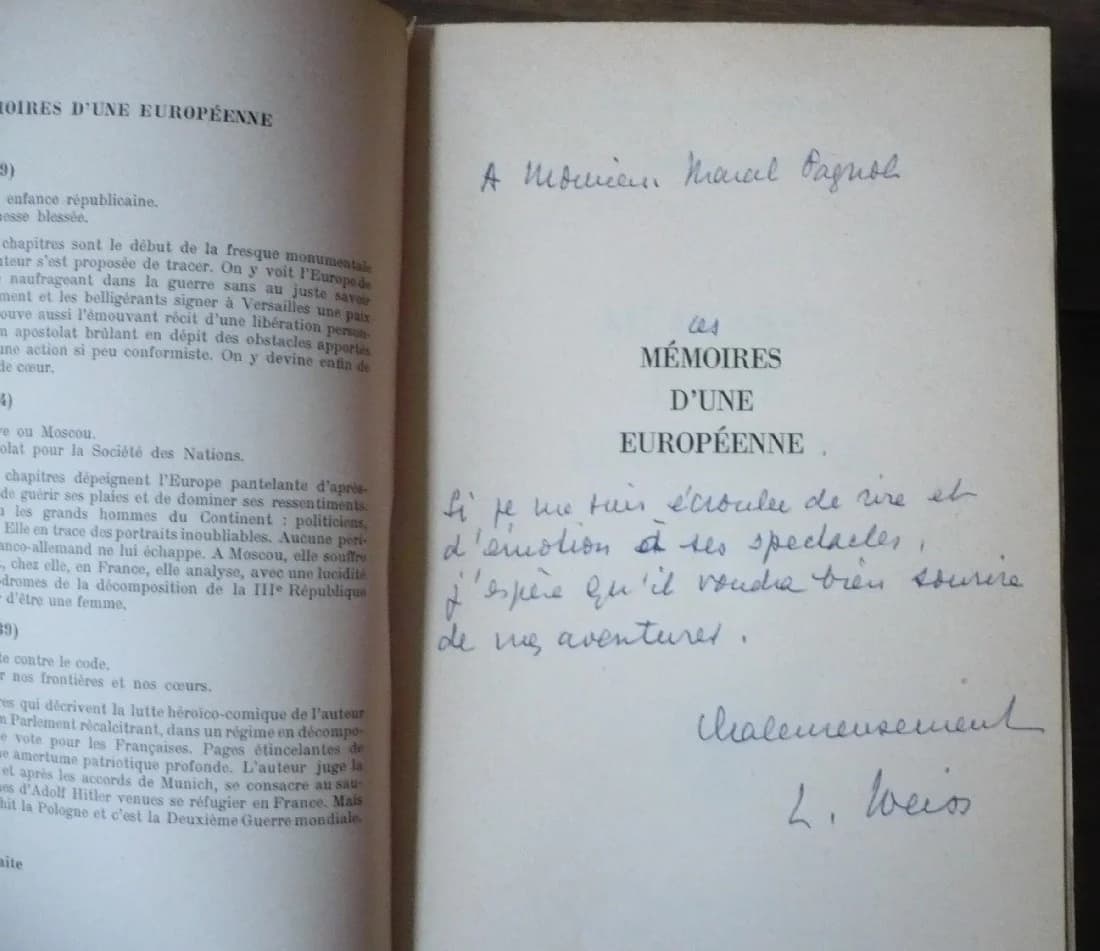 MOIRES D'UNE EUROPÉENNE
9)
enfance républicaine.
esse blessée.
chapitres sont le début de la fresque monumentale
uteur s'est proposée de tracer. On y voit l'Europe de
naufrageant dans la guerre sans au juste savoir
ment et les belligérants signer à Versailles une paix
ouve aussi l'émouvant récit d'une libération person-
n apostolat brûlant en dépit des obstacles apportés
une action si peu conformiste. On y devine enfin de
de cœur.
4)
e ou Moscou.
olat pour la Société des Nations.
chapitres dépeignent l'Europe pantelante d'après-
de guérir ses plaies et de dominer ses ressentiments.
les grands hommes du Continent : politiciens,
Elle en trace des portraits inoubliables. Aucune péri-
anco-allemand ne lui échappe. A Moscou, elle souffre
, chez elle, en France, elle analyse, avec une lucidité
dromes de la décomposition de la IIIe République
d'être une femme.
39)
te contre le code.
r nos frontières et nos cœurs.
res qui décrivent la lutte héroïco-comique de l'auteur
n Parlement récalcitrant, dans un régime en décompo-
e vote pour les Françaises. Pages étincelantes de
e amertume patriotique profonde. L'auteur juge la
et après les accords de Munich, se consacre au sau-
es d'Adolf Hitler venues se réfugier en France. Mais
hit la Pologne et c'est la Deuxième Guerre mondiale.
aite
A Monsieur Marcel Pagnol
ces
MÉMOIRES
D'UNE
EUROPÉENNE.
Si je me suis écroulée de rire et
d'émotion à ses spectacles,
j'espère qu'il voudra bien sourire
de mes aventures.
Chaleureusement
L. Weiss